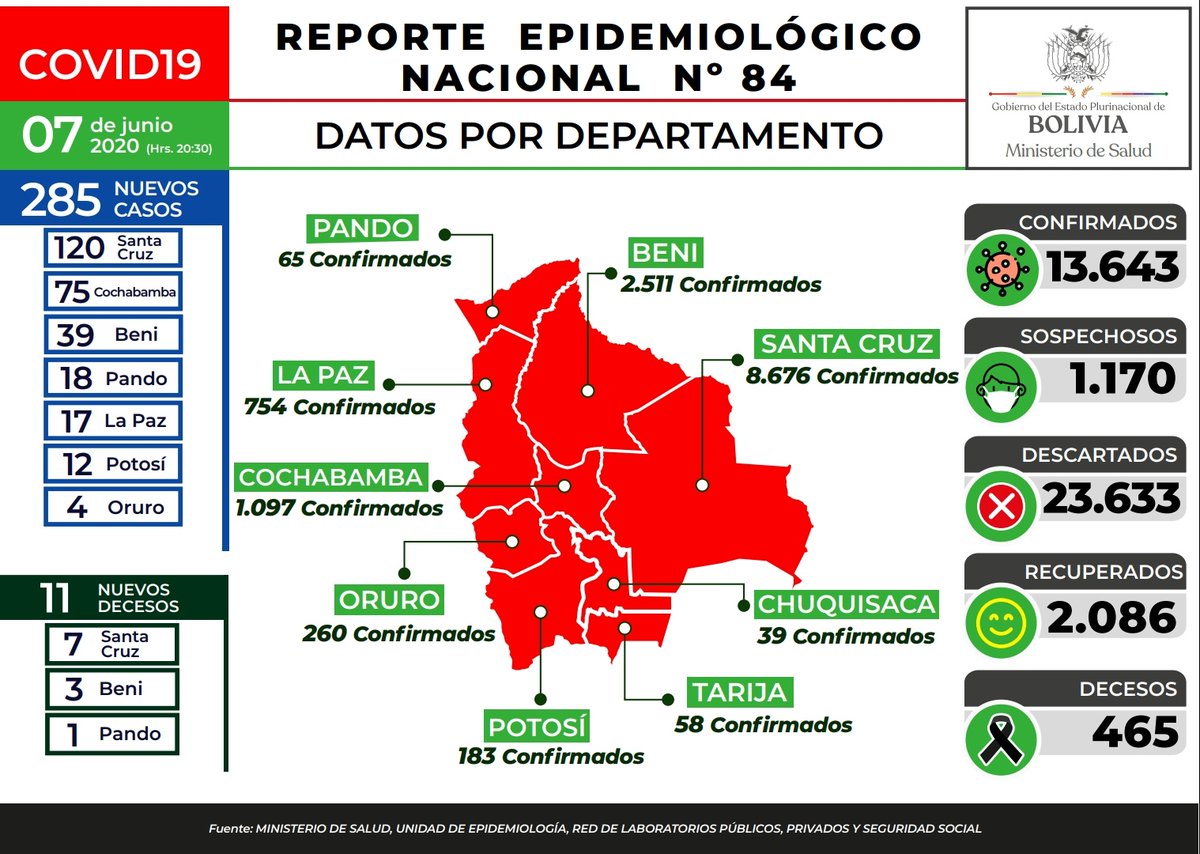 COVID19
REPORTE EPIDEMIOLÓGICO
NACIONAL Nº 84
07 de junio
2020 (Hrs. 20:30)
DATOS POR DEPARTAMENTO
Gobierno del Estado Plurinacional de
BOLIVIA
Ministerio de Salud
285 NUEVOS
CASOS
120 Santa
Cruz
75 Cochabamba
39 Beni
18 Pando
17 La Paz
12 Potosí
4 Oruro
11 NUEVOS
DECESOS
7 Santa
Cruz
3 Beni
1 Pando
PANDO
65 Confirmados
BENI
2.511 Confirmados
SANTA CRUZ
8.676 Confirmados
LA PAZ
754 Confirmados
COCHABAMBA
1.097 Confirmados
ORURO
260 Confirmados
CHUQUISACA
39 Confirmados
TARIJA
58 Confirmados
POTOSÍ
183 Confirmados
CONFIRMADOS
13.643
SOSPECHOSOS
1.170
DESCARTADOS
23.633
RECUPERADOS
2.086
DECESOS
465
Fuente: MINISTERIO DE SALUD, UNIDAD DE EPIDEMIOLOGÍA, RED DE LABORATORIOS PÚBLICOS, PRIVADOS Y SEGURIDAD SOCIAL